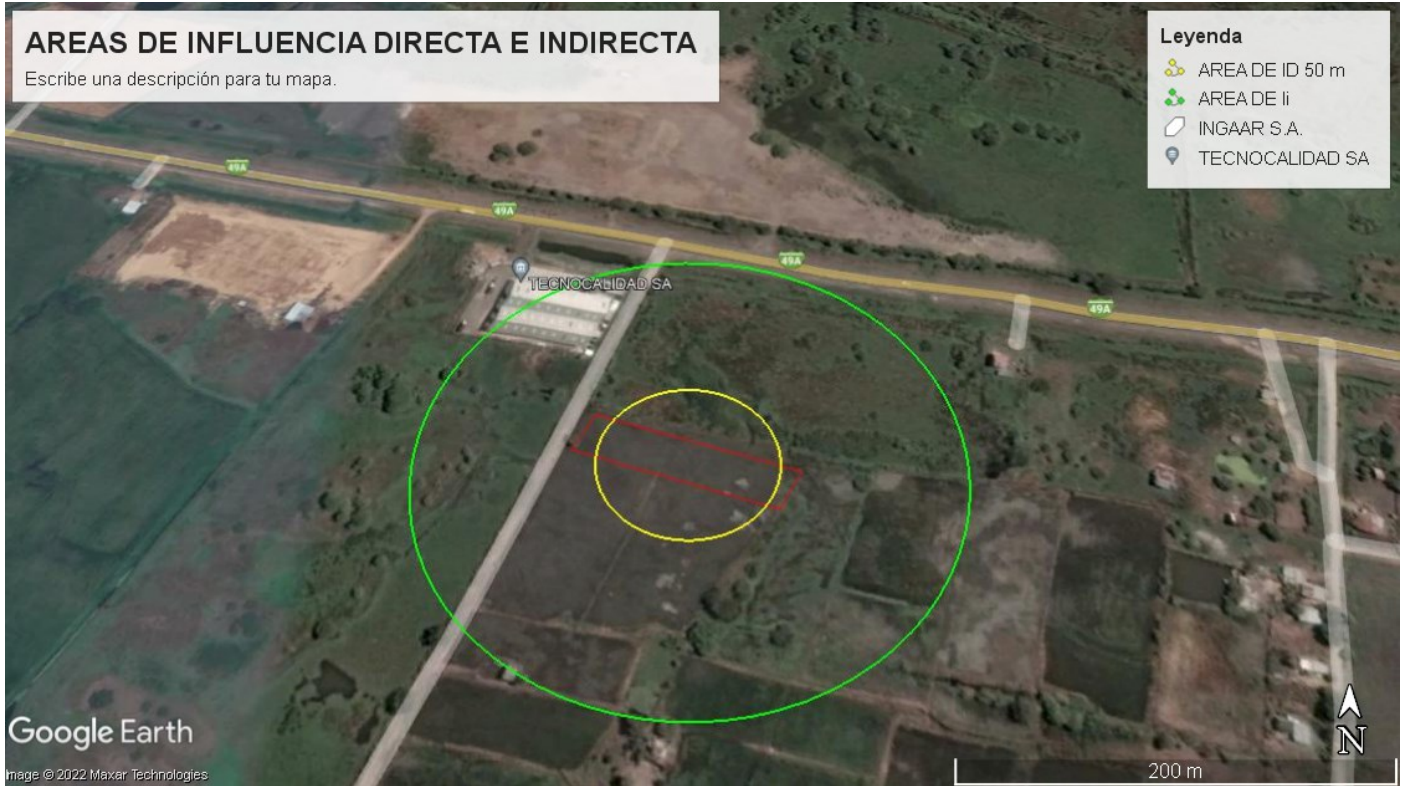 AREAS DE INFLUENCIA DIRECTA E INDIRECTA
Escribe una descripción para tu mapa.
Leyenda
AREA DE ID 50 m
AREA DE Ii
INGAAR S.A.
TECNOCALIDAD SA
49A
49A
49A
49A
TECNOCALIDAD SA
Google Earth
Image © 2022 Maxar Technologies
N
200 m